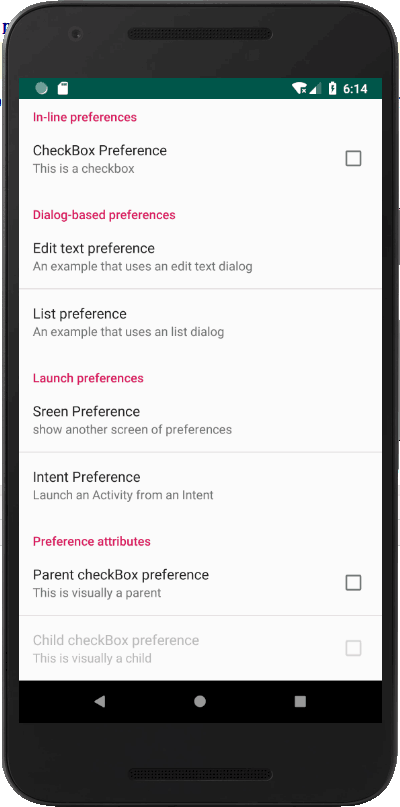 6:14
In-line preferences
CheckBox Preference
This is a checkbox
Dialog-based preferences
Edit text preference
An example that uses an edit text dialog
List preference
An example that uses an list dialog
Launch preferences
Sreen Preference
show another screen of preferences
Intent Preference
Launch an Activity from an Intent
Preference attributes
Parent checkBox preference
This is visually a parent
Child checkBox preference
This is visually a child